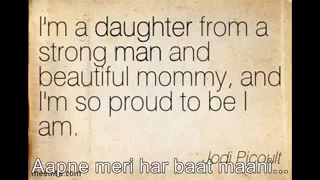 I'm a daughter from a
strong man and
beautiful mommy, and
I'm so proud to be I
am.
Jodi Picoult
Aapne meri har baat maani...